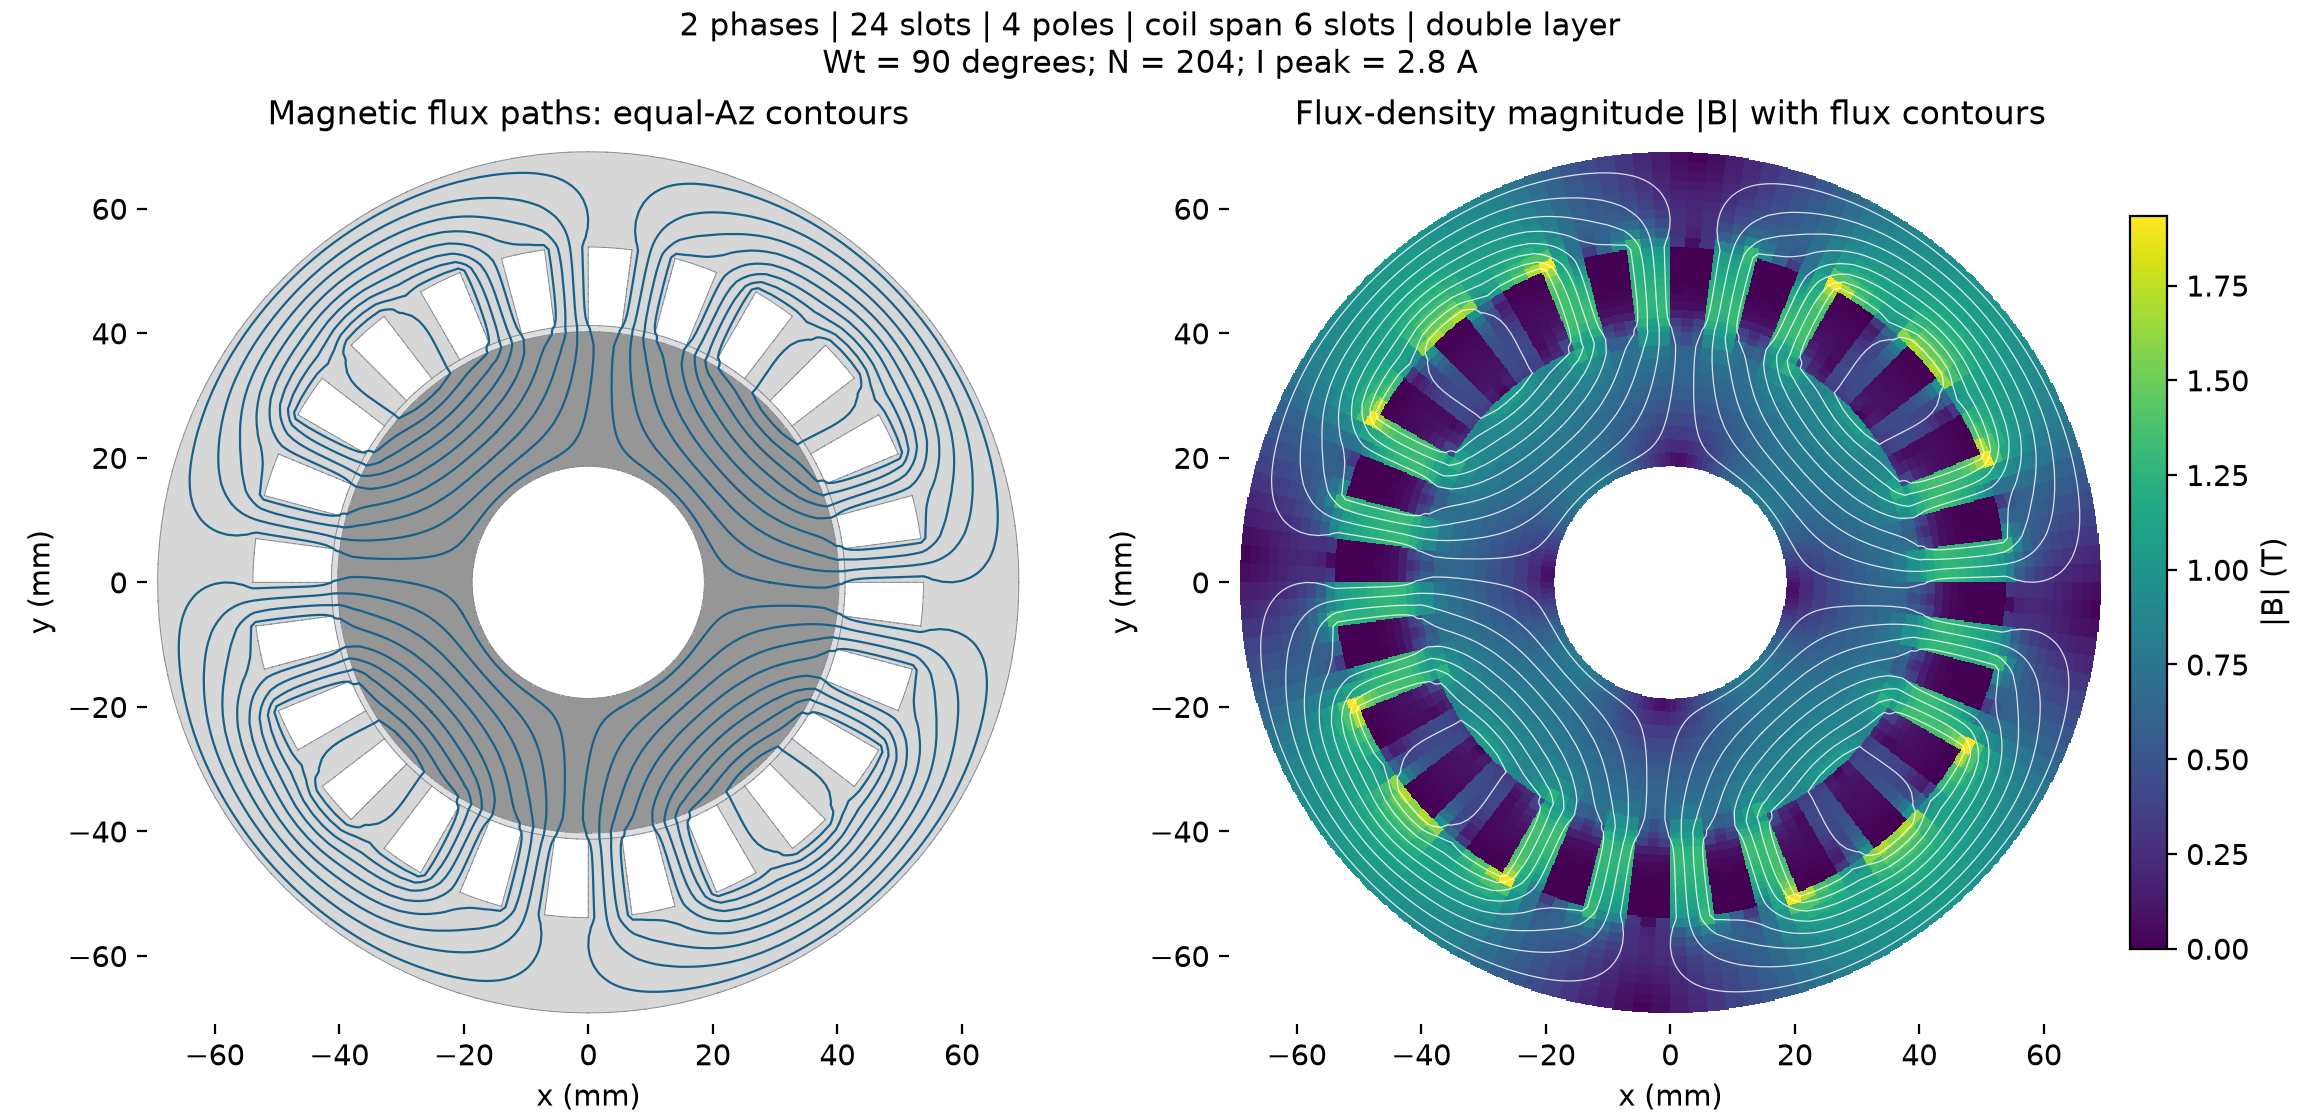 2 phases | 24 slots | 4 poles | coil span 6 slots | double layer
Wt = 90 degrees; N = 204; I peak = 2.8 A
Magnetic flux paths: equal-Az contours
60
40
20
0
−20
−40
−60
y (mm)
−60 −40 −20 0 20 40 60
x (mm)
Flux-density magnitude |B| with flux contours
60
40
20
0
−20
−40
−60
y (mm)
−60 −40 −20 0 20 40 60
x (mm)
1.75
1.50
1.25
1.00
0.75
0.50
0.25
0.00
|B| (T)